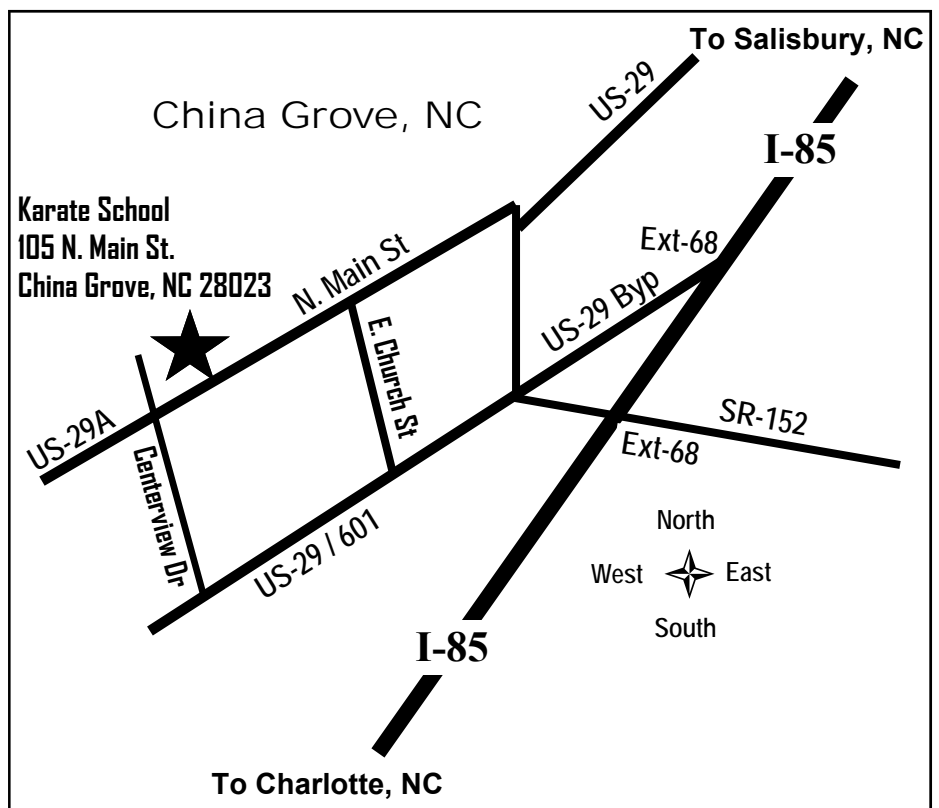 To Salisbury, NC
China Grove, NC
US-29
I-85
Karate School
105 N. Main St.
China Grove, NC 28023
N. Main St
Ext-68
US-29 Byp
E. Church St
US-29A
SR-152
Ext-68
Centerview Dr
US-29 / 601
North
West
East
South
I-85
To Charlotte, NC